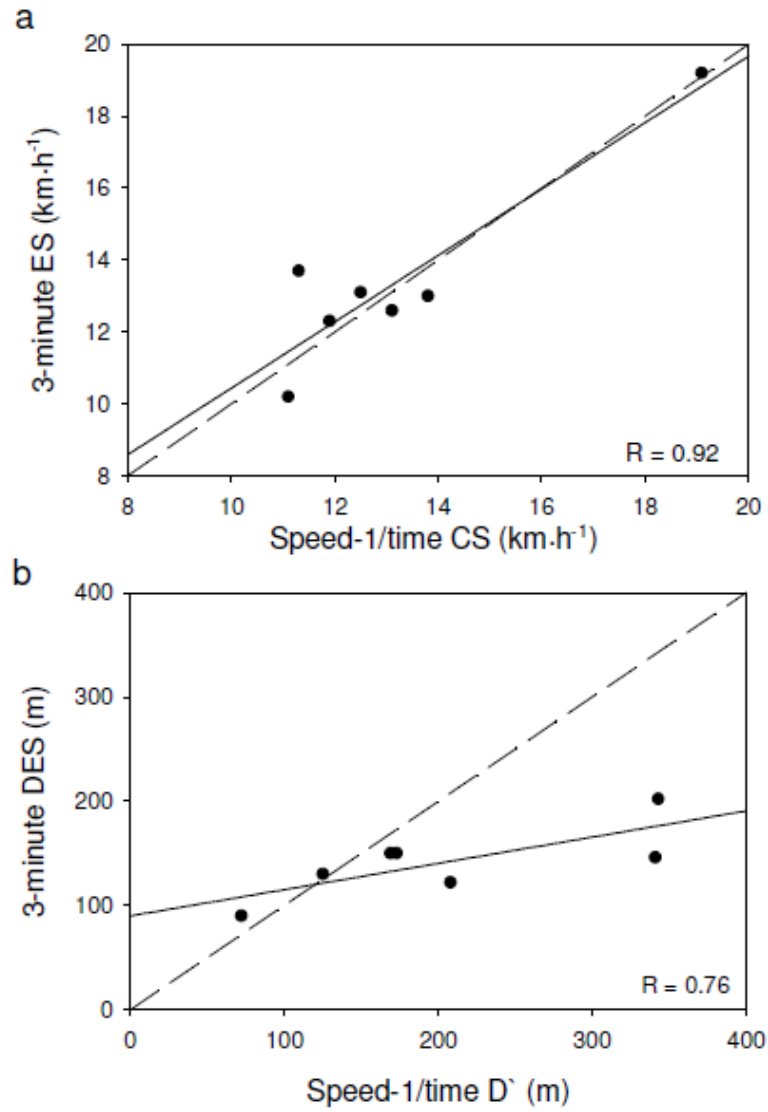 a
20
18
16
14
12
10
8
3-minute ES (km·h⁻¹)
R = 0.92
8 10 12 14 16 18 20
Speed-1/time CS (km·h⁻¹)
b
400
300
200
100
0
3-minute DES (m)
R = 0.76
0 100 200 300 400
Speed-1/time D` (m)